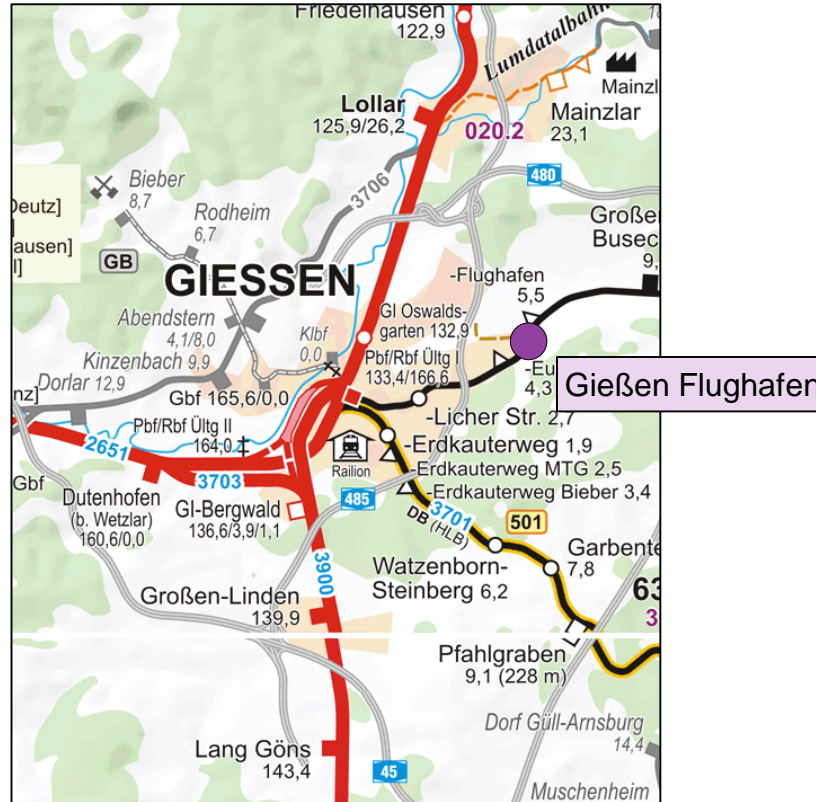 Friedelhausen
122,9
Lumdatalbahn
Lollar
125,9/26,2
020.2
Mainzlar
23,1
480
3706
Bieber
8,7
Rodheim
6,7
GB
GIESSEN
Großen
Busec
9,
-Flughafen
5,5
GI Oswalds-
garten 132,9
Abendstern
4,1/8,0
Klbf
0,0
Kinzenbach 9,9
Dorlar 12,9
Pbf/Rbf Ültg I
133,4/166,6
-Eu
4,3
Gießen Flughafen
Gbf 165,6/0,0
Pbf/Rbf Ültg II
164,0
-Licher Str. 2,7
-Erdkauterweg 1,9
-Erdkauterweg MTG 2,5
-Erdkauterweg Bieber 3,4
Railion
2651
3703
Gbf
Dutenhofen
(b. Wetzlar)
160,6/0,0
GI-Bergwald
136,6/3,9/1,1
485
3701
DB (HLB)
501
3900
Watzenborn-
Steinberg 6,2
Garbente
7,8
Großen-Linden
139,9
63
3
Pfahlgraben
9,1 (228 m)
Dorf Güll-Arnsburg
14,4
Lang Göns
143,4
45
Muschenheim